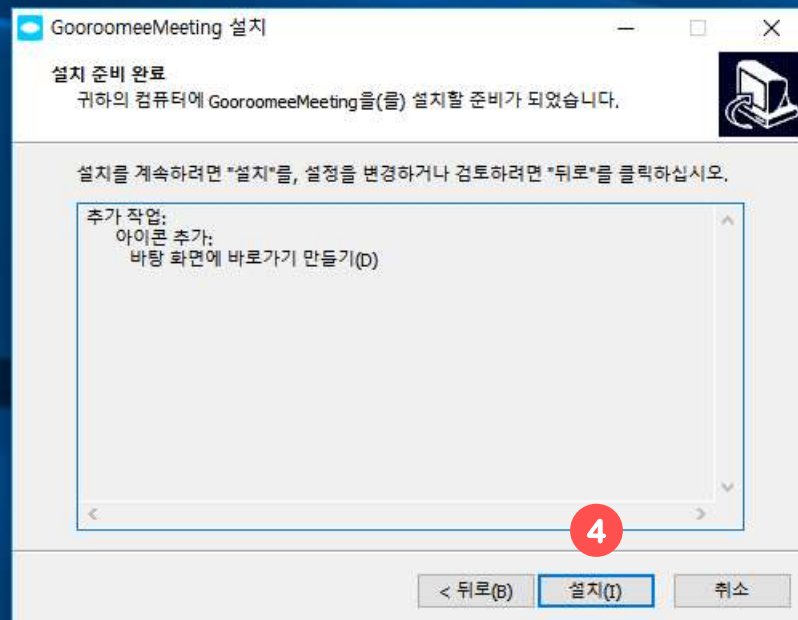 GooroomeeMeeting 설치
설치 준비 완료
귀하의 컴퓨터에 GooroomeeMeeting을(를) 설치할 준비가 되었습니다.
설치를 계속하려면 "설치"를, 설정을 변경하거나 검토하려면 "뒤로"를 클릭하십시오.
추가 작업:
아이콘 추가:
바탕 화면에 바로가기 만들기(D)
4
< 뒤로(B) 설치(I) 취소